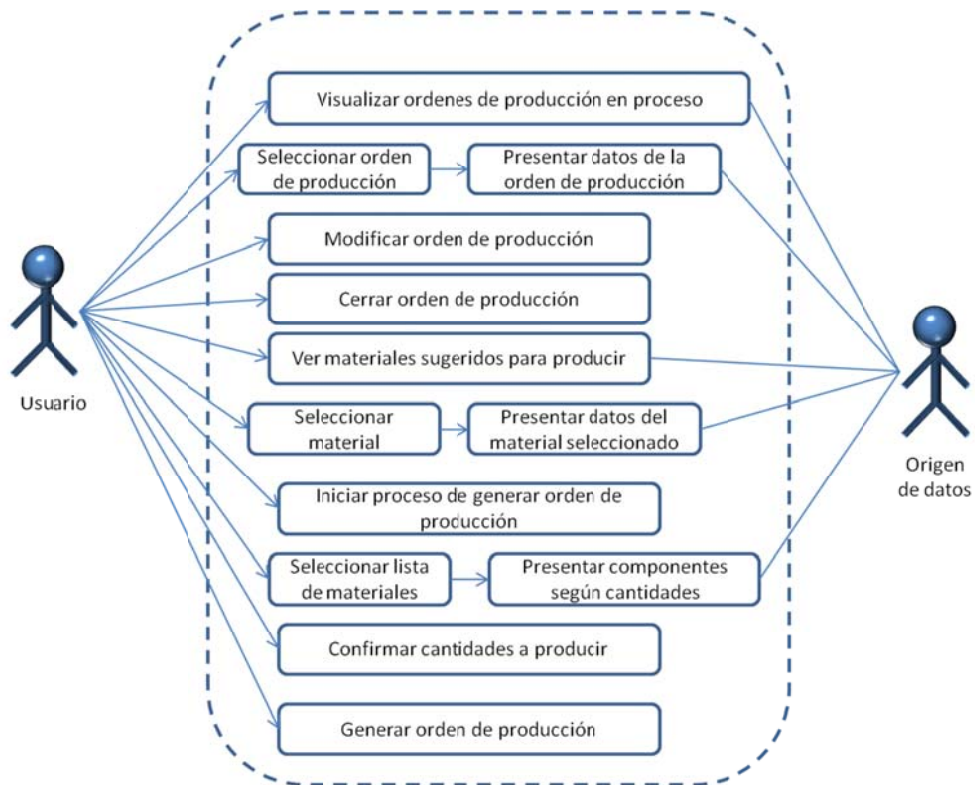 Visualizar ordenes de producción en proceso
Seleccionar orden
de producción
Presentar datos de la
orden de producción
Modificar orden de producción
Cerrar orden de producción
Ver materiales sugeridos para producir
Usuario
Seleccionar
material
Presentar datos del
material seleccionado
Origen
de datos
Iniciar proceso de generar orden de
producción
Seleccionar lista
de materiales
Presentar componentes
según cantidades
Confirmar cantidades a producir
Generar orden de producción